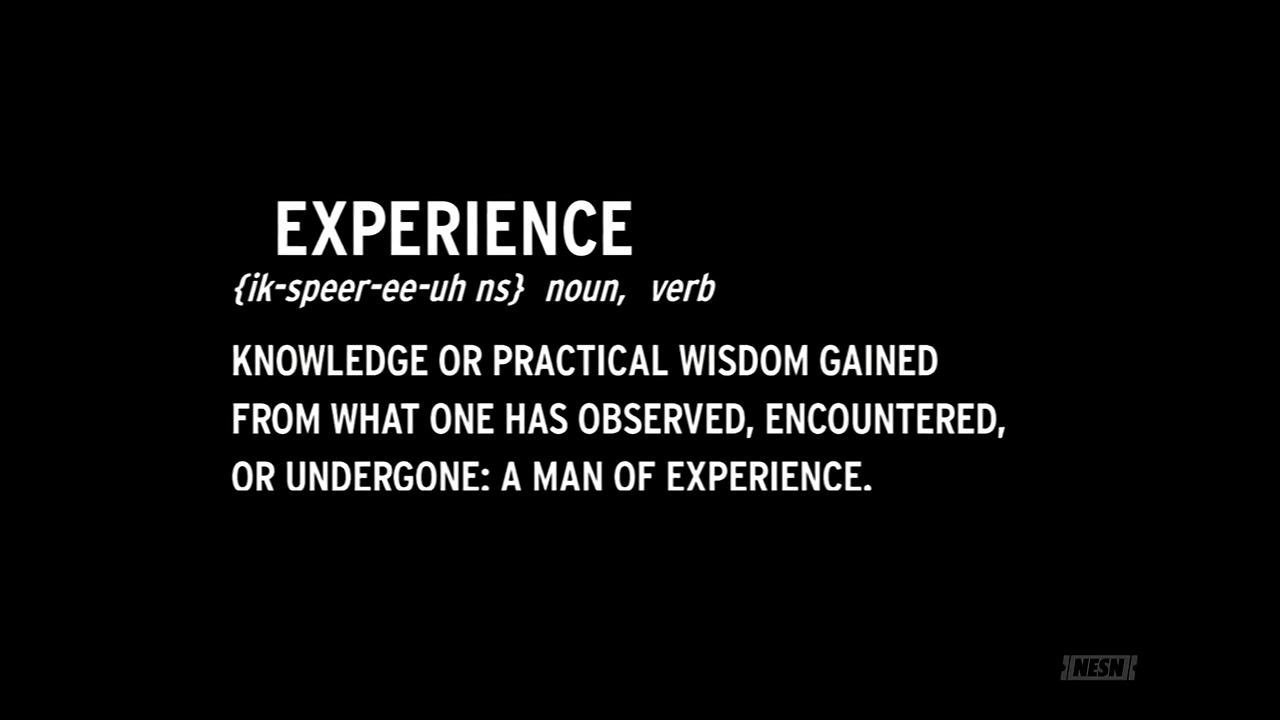 EXPERIENCE
{ik-speer-ee-uh ns} noun, verb
KNOWLEDGE OR PRACTICAL WISDOM GAINED
FROM WHAT ONE HAS OBSERVED, ENCOUNTERED,
OR UNDERGONE: A MAN OF EXPERIENCE.
NESN